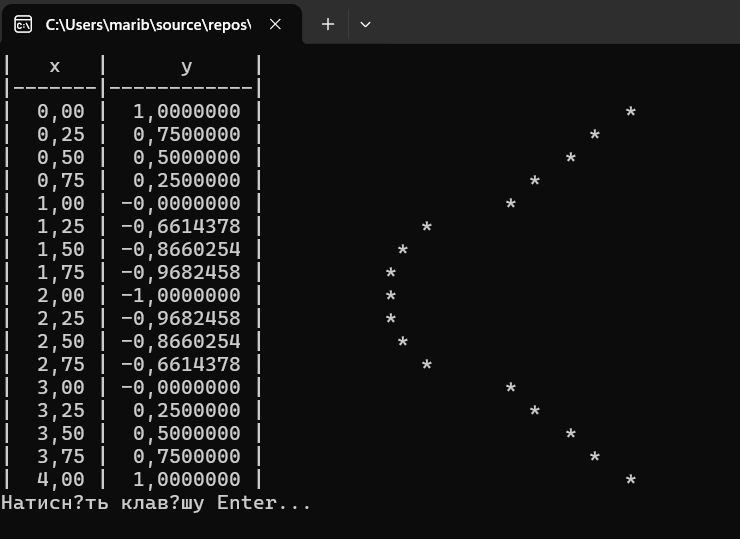 C:\Users\marib\source\repos\
|   x   |      y     |
|-------|------------|
|  0,00 |  1,0000000 |                              *
|  0,25 |  0,7500000 |                           *
|  0,50 |  0,5000000 |                         *
|  0,75 |  0,2500000 |                      *
|  1,00 | -0,0000000 |                    *
|  1,25 | -0,6614378 |             *
|  1,50 | -0,8660254 |           *
|  1,75 | -0,9682458 |          *
|  2,00 | -1,0000000 |          *
|  2,25 | -0,9682458 |          *
|  2,50 | -0,8660254 |           *
|  2,75 | -0,6614378 |             *
|  3,00 | -0,0000000 |                    *
|  3,25 |  0,2500000 |                      *
|  3,50 |  0,5000000 |                         *
|  3,75 |  0,7500000 |                           *
|  4,00 |  1,0000000 |                              *
Натисн?ть клав?шу Enter...